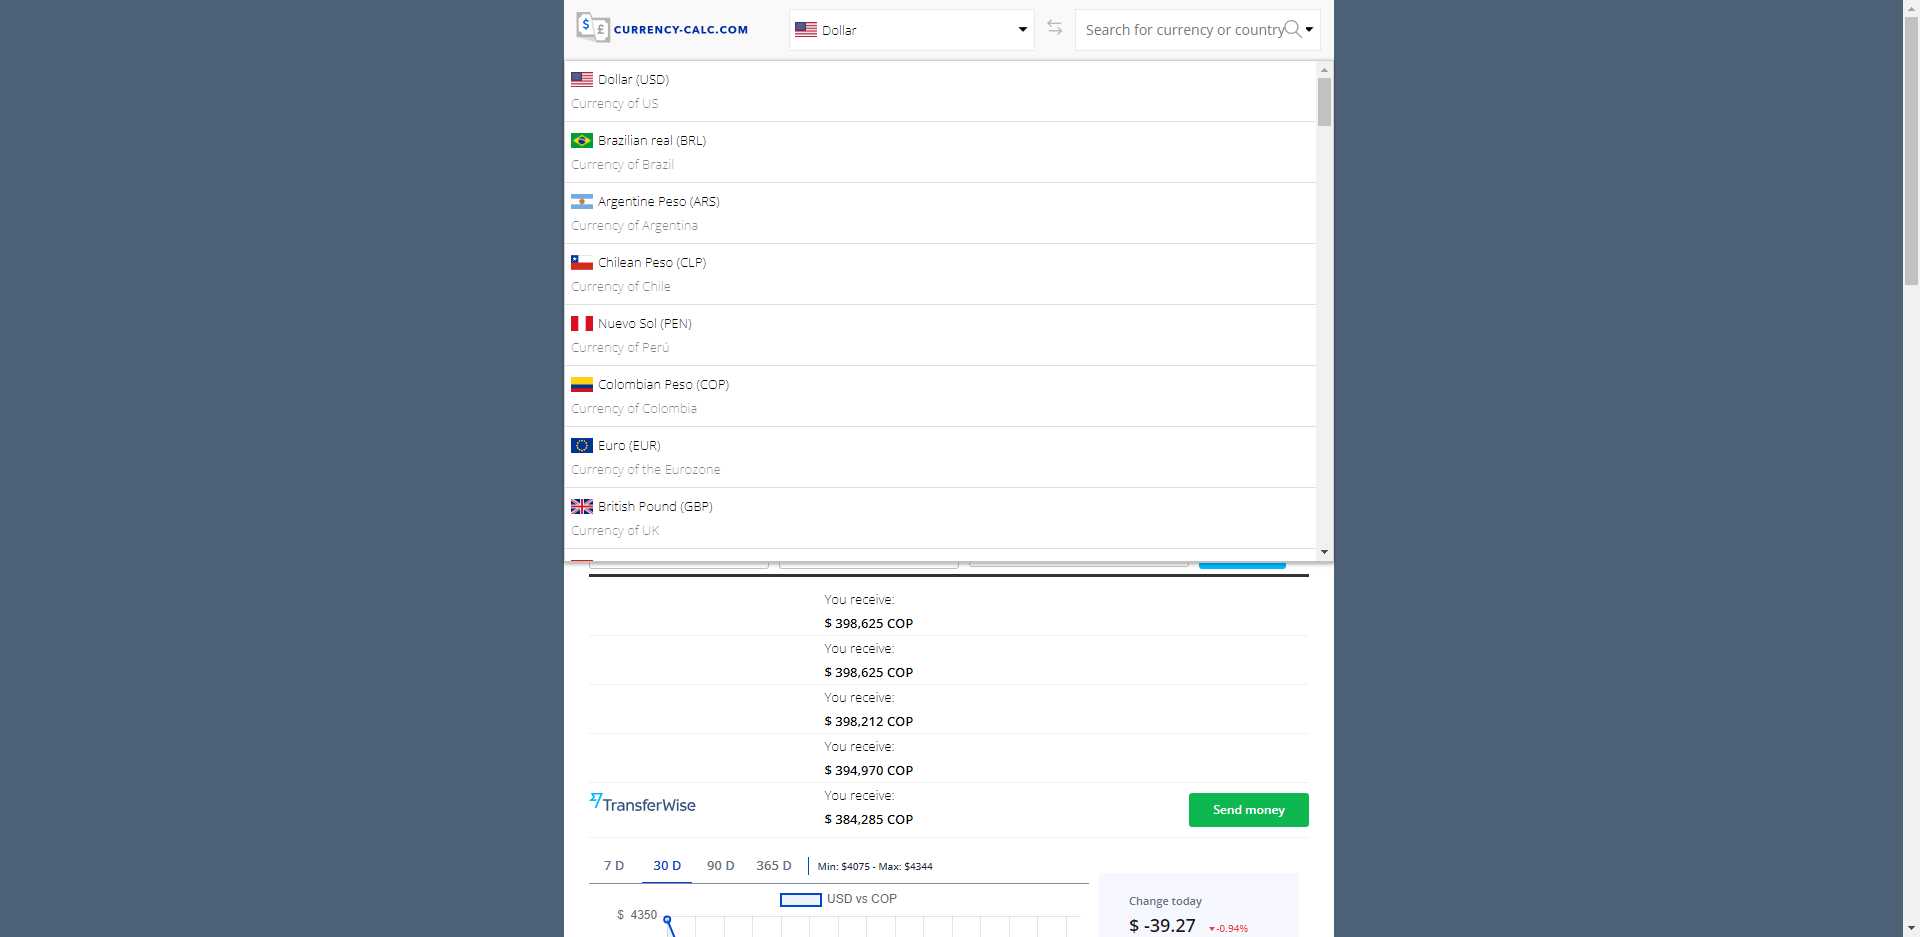 CURRENCY-CALC.COM
Dollar
Search for currency or country
Dollar (USD)
Currency of US
Brazilian real (BRL)
Currency of Brazil
Argentine Peso (ARS)
Currency of Argentina
Chilean Peso (CLP)
Currency of Chile
Nuevo Sol (PEN)
Currency of Perú
Colombian Peso (COP)
Currency of Colombia
Euro (EUR)
Currency of the Eurozone
British Pound (GBP)
Currency of UK
You receive:
$ 398,625 COP
You receive:
$ 398,625 COP
You receive:
$ 398,212 COP
You receive:
$ 394,970 COP
TransferWise
You receive:
$ 384,285 COP
Send money
7 D 30 D 90 D 365 D Min: $4075 - Max: $4344
USD vs COP
$ 4350
Change today
$ -39.27 -0.94%